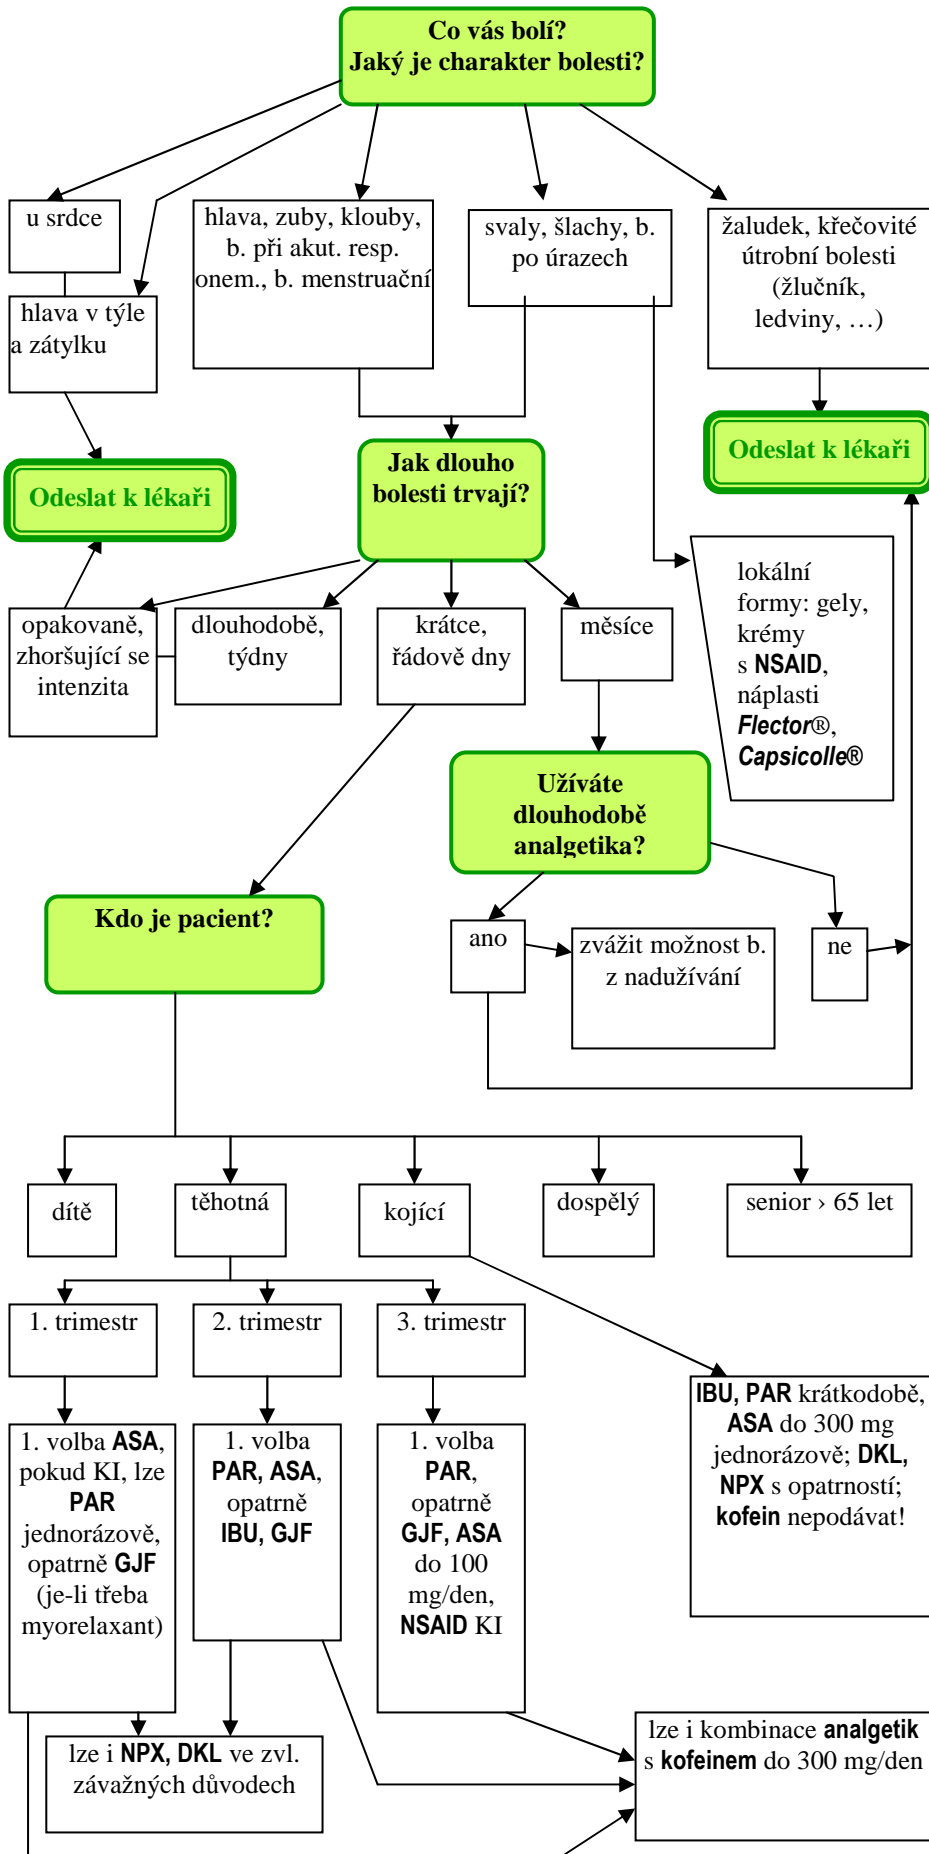 Co vás bolí?
Jaký je charakter bolesti?
u srdce
hlava v týle
a zátylku
hlava, zuby, klouby,
b. při akut. resp.
onem., b. menstruační
svaly, šlachy, b.
po úrazech
žaludek, křečovité
útrobní bolesti
(žlučník,
ledviny, …)
Odeslat k lékaři
Jak dlouho
bolesti trvají?
Odeslat k lékaři
opakovaně,
zhoršující se
intenzita
dlouhodobě,
týdny
krátce,
řádově dny
měsíce
lokální
formy: gely,
krémy
s NSAID,
náplasti
Flector®,
Capsicolle®
Užíváte
dlouhodobě
analgetika?
Kdo je pacient?
ano
zvážit možnost b.
z nadužívání
ne
dítě
těhotná
kojící
dospělý
senior › 65 let
1. trimestr
2. trimestr
3. trimestr
1. volba ASA,
pokud KI, lze
PAR
jednorázově,
opatrně GJF
(je-li třeba
myorelaxant)
1. volba
PAR, ASA,
opatrně
IBU, GJF
1. volba
PAR,
opatrně
GJF, ASA
do 100
mg/den,
NSAID KI
IBU, PAR krátkodobě,
ASA do 300 mg
jednorázově; DKL,
NPX s opatrností;
kofein nepodávat!
lze i NPX, DKL ve zvl.
závažných důvodech
lze i kombinace analgetik
s kofeinem do 300 mg/den